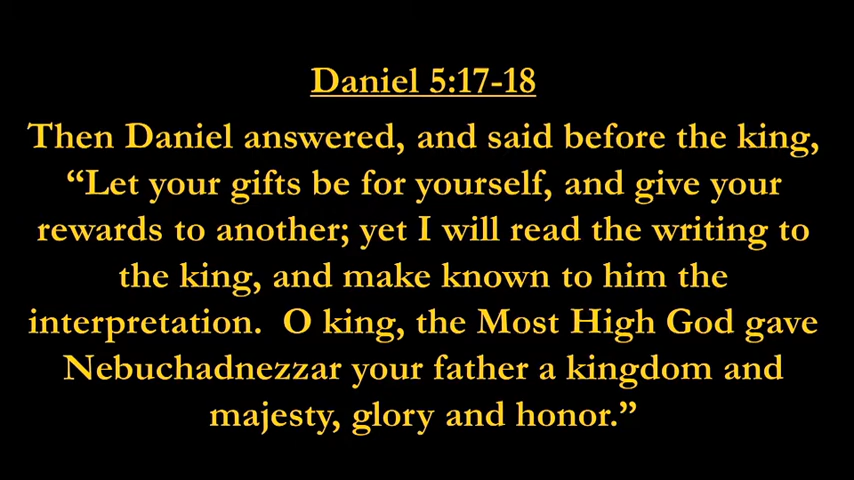 Daniel 5:17-18
Then Daniel answered, and said before the king,
“Let your gifts be for yourself, and give your
rewards to another; yet I will read the writing to
the king, and make known to him the
interpretation.  O king, the Most High God gave
Nebuchadnezzar your father a kingdom and
majesty, glory and honor.”